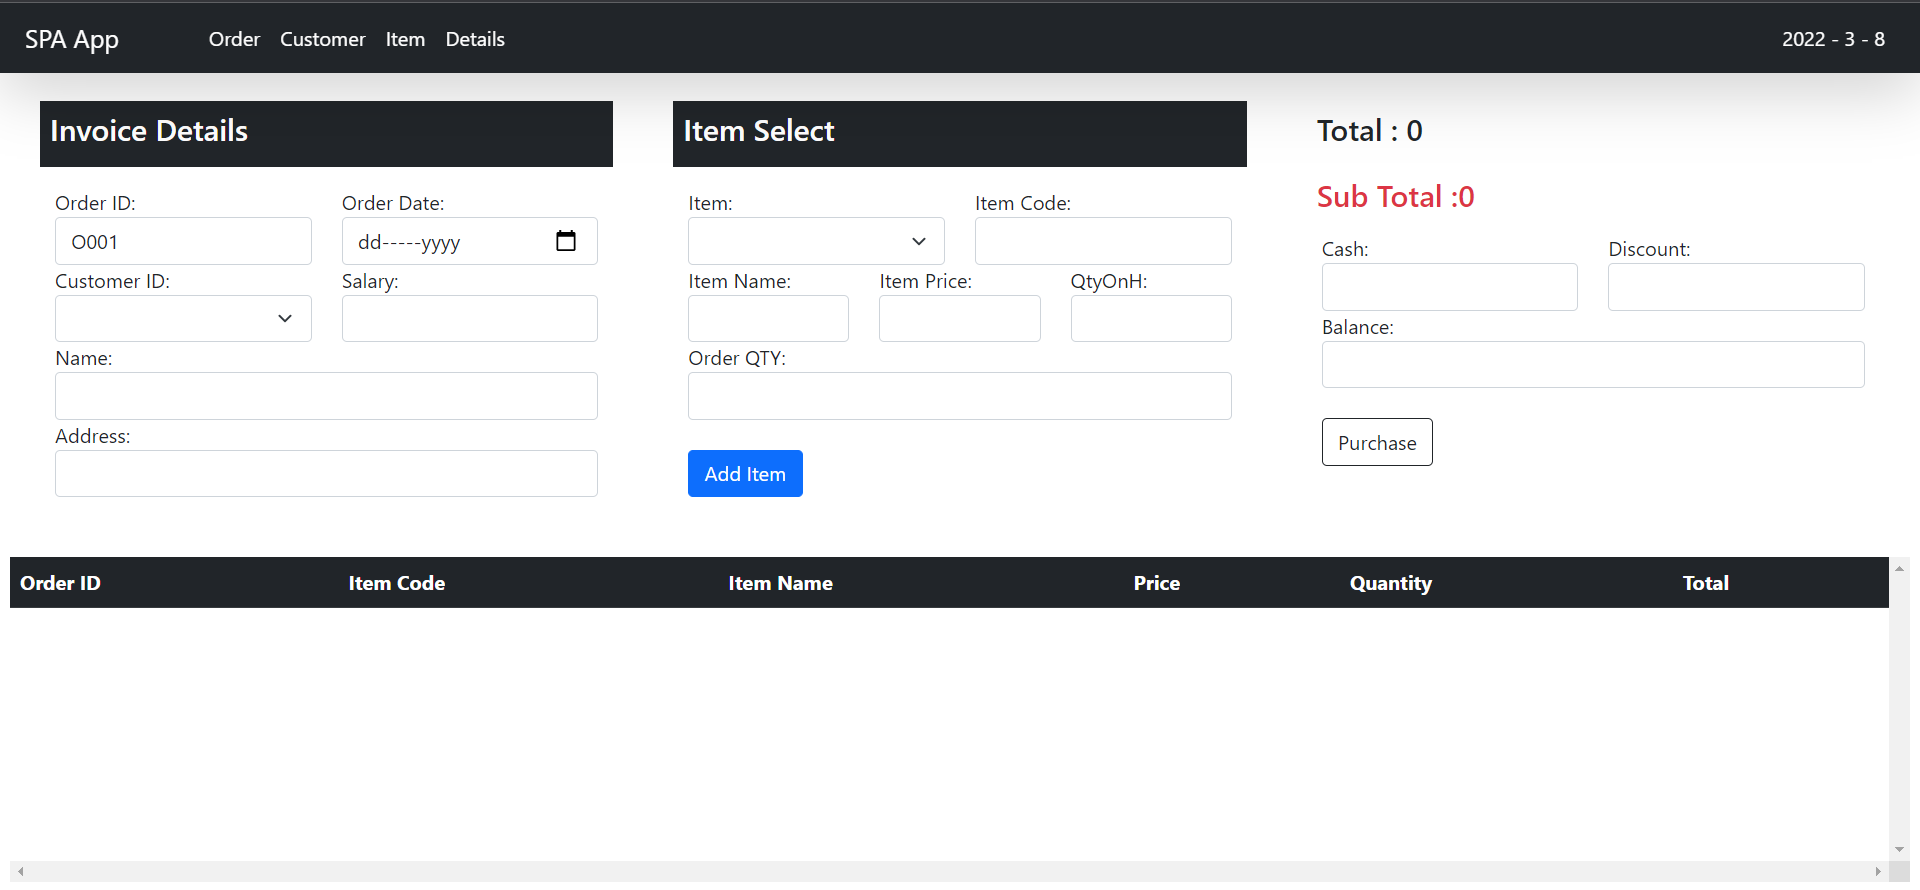 SPA App Order Customer Item Details 2022 - 3 - 8
Invoice Details
Order ID: Order Date:
O001 dd-----yyyy
Customer ID: Salary:
Name:
Address:
Item Select
Item: Item Code:
Item Name: Item Price: QtyOnH:
Order QTY:
Add Item
Total : 0
Sub Total :0
Cash: Discount:
Balance:
Purchase
Order ID Item Code Item Name Price Quantity Total